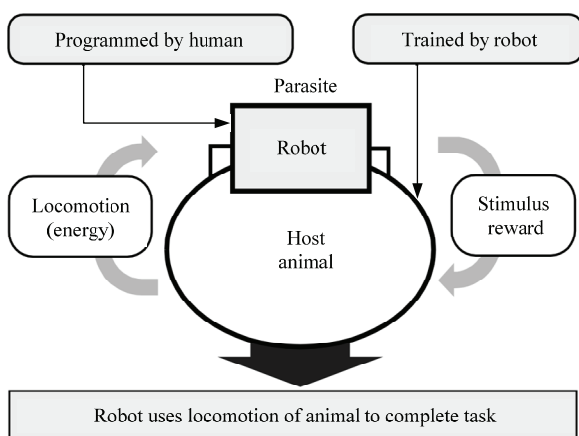 Programmed by human
Trained by robot
Parasite
Robot
Locomotion
(energy)
Stimulus
reward
Host
animal
Robot uses locomotion of animal to complete task